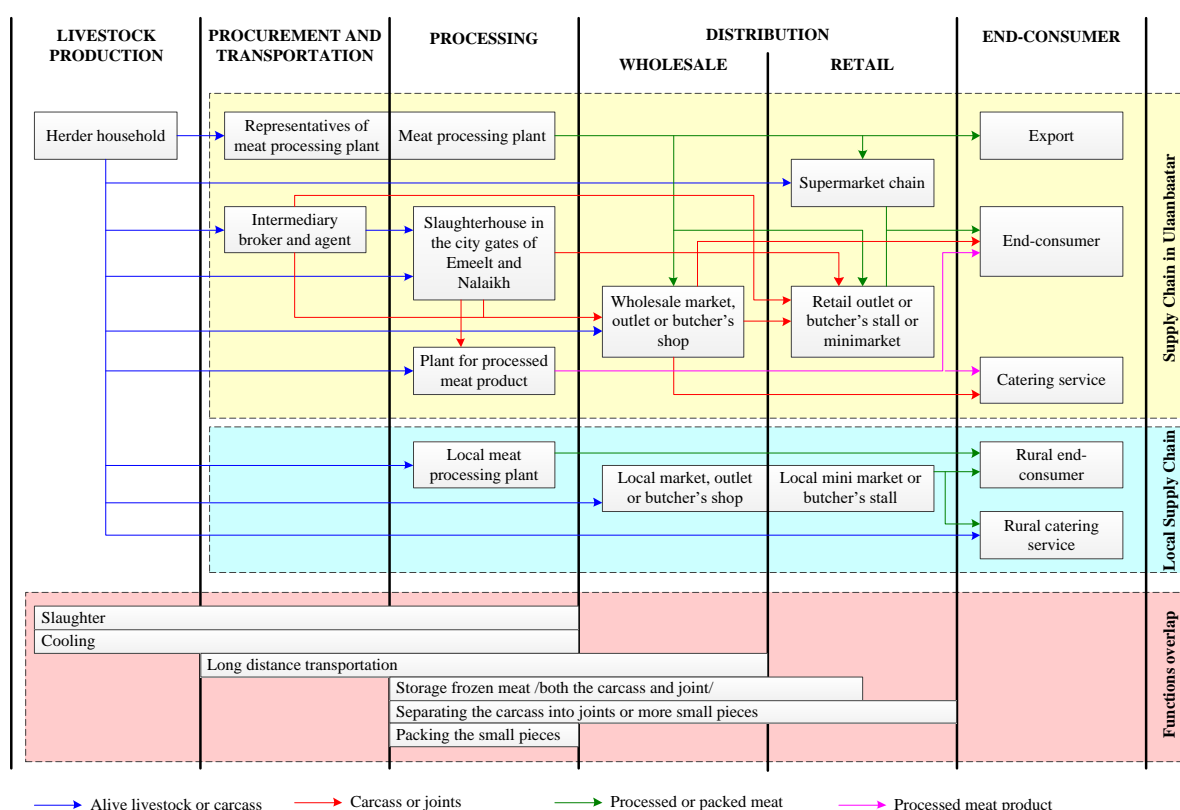 LIVESTOCK
PRODUCTION
PROCUREMENT AND
TRANSPORTATION
PROCESSING
DISTRIBUTION
WHOLESALE
RETAIL
END-CONSUMER
Herder household
Representatives of
meat processing plant
Meat processing plant
Export
Supermarket chain
Intermediary
broker and agent
Slaughterhouse in
the city gates of
Emeelt and
Nalaikh
End-consumer
Wholesale market,
outlet or butcher's
shop
Retail outlet or
butcher's stall or
minimarket
Plant for processed
meat product
Catering service
Supply Chain in Ulaanbaatar
Local meat
processing plant
Rural end-
consumer
Local market, outlet
or butcher's shop
Local mini market or
butcher's stall
Rural catering
service
Local Supply Chain
Slaughter
Cooling
Long distance transportation
Storage frozen meat /both the carcass and joint/
Separating the carcass into joints or more small pieces
Packing the small pieces
Functions overlap
Alive livestock or carcass
Carcass or joints
Processed or packed meat
Processed meat product